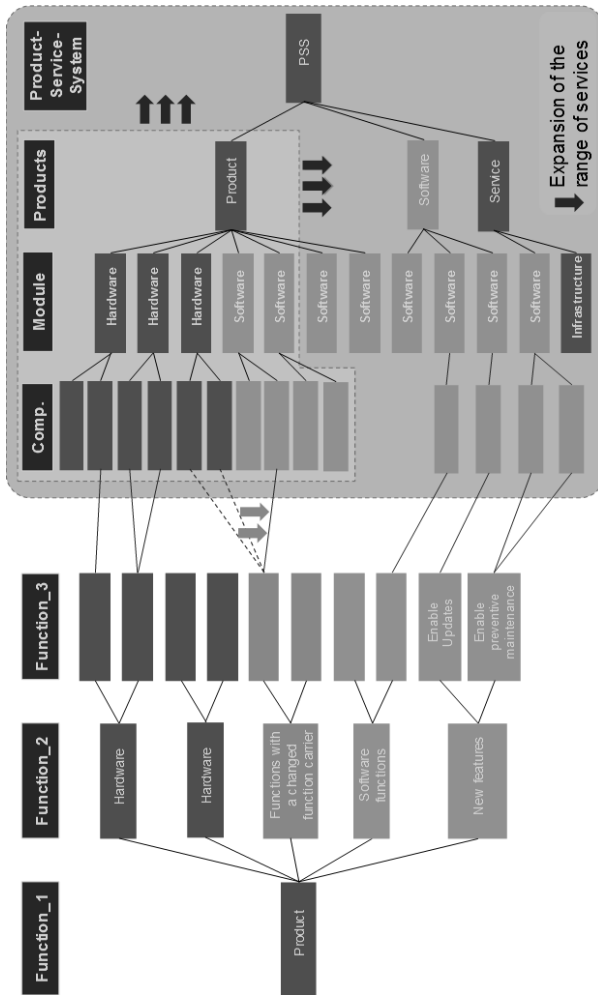 Function_1
Function_2
Function_3
Comp.
Module
Products
Product-
Service-
System
Product
Hardware
Hardware
Functions with
a changed
function carrier
Software
functions
New features
Enable
Updates
Enable
preventive
maintenance
Hardware
Hardware
Hardware
Software
Software
Software
Software
Software
Software
Software
Software
Infrastructure
Product
Software
Service
PSS
Expansion of the
range of services